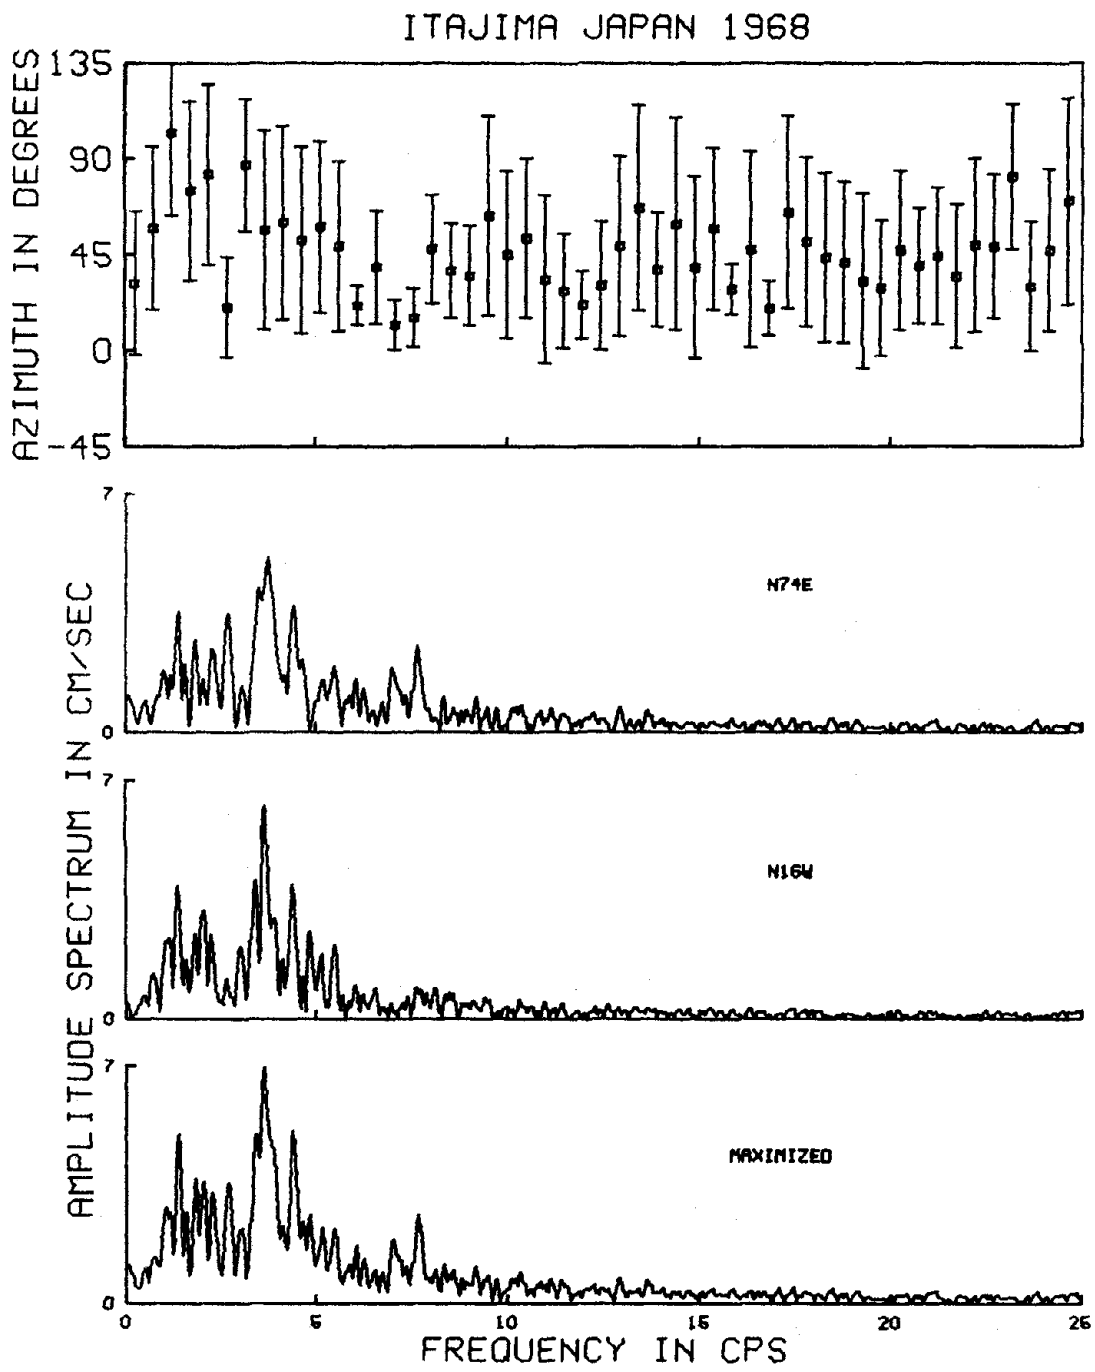 ITAJIMA JAPAN 1968
AZIMUTH IN DEGREES
135
90
45
0
-45
AMPLITUDE SPECTRUM IN CM/SEC
7
N74E
0
7
N16W
0
7
MAXIMIZED
0
0 5 10 15 20 25
FREQUENCY IN CPS